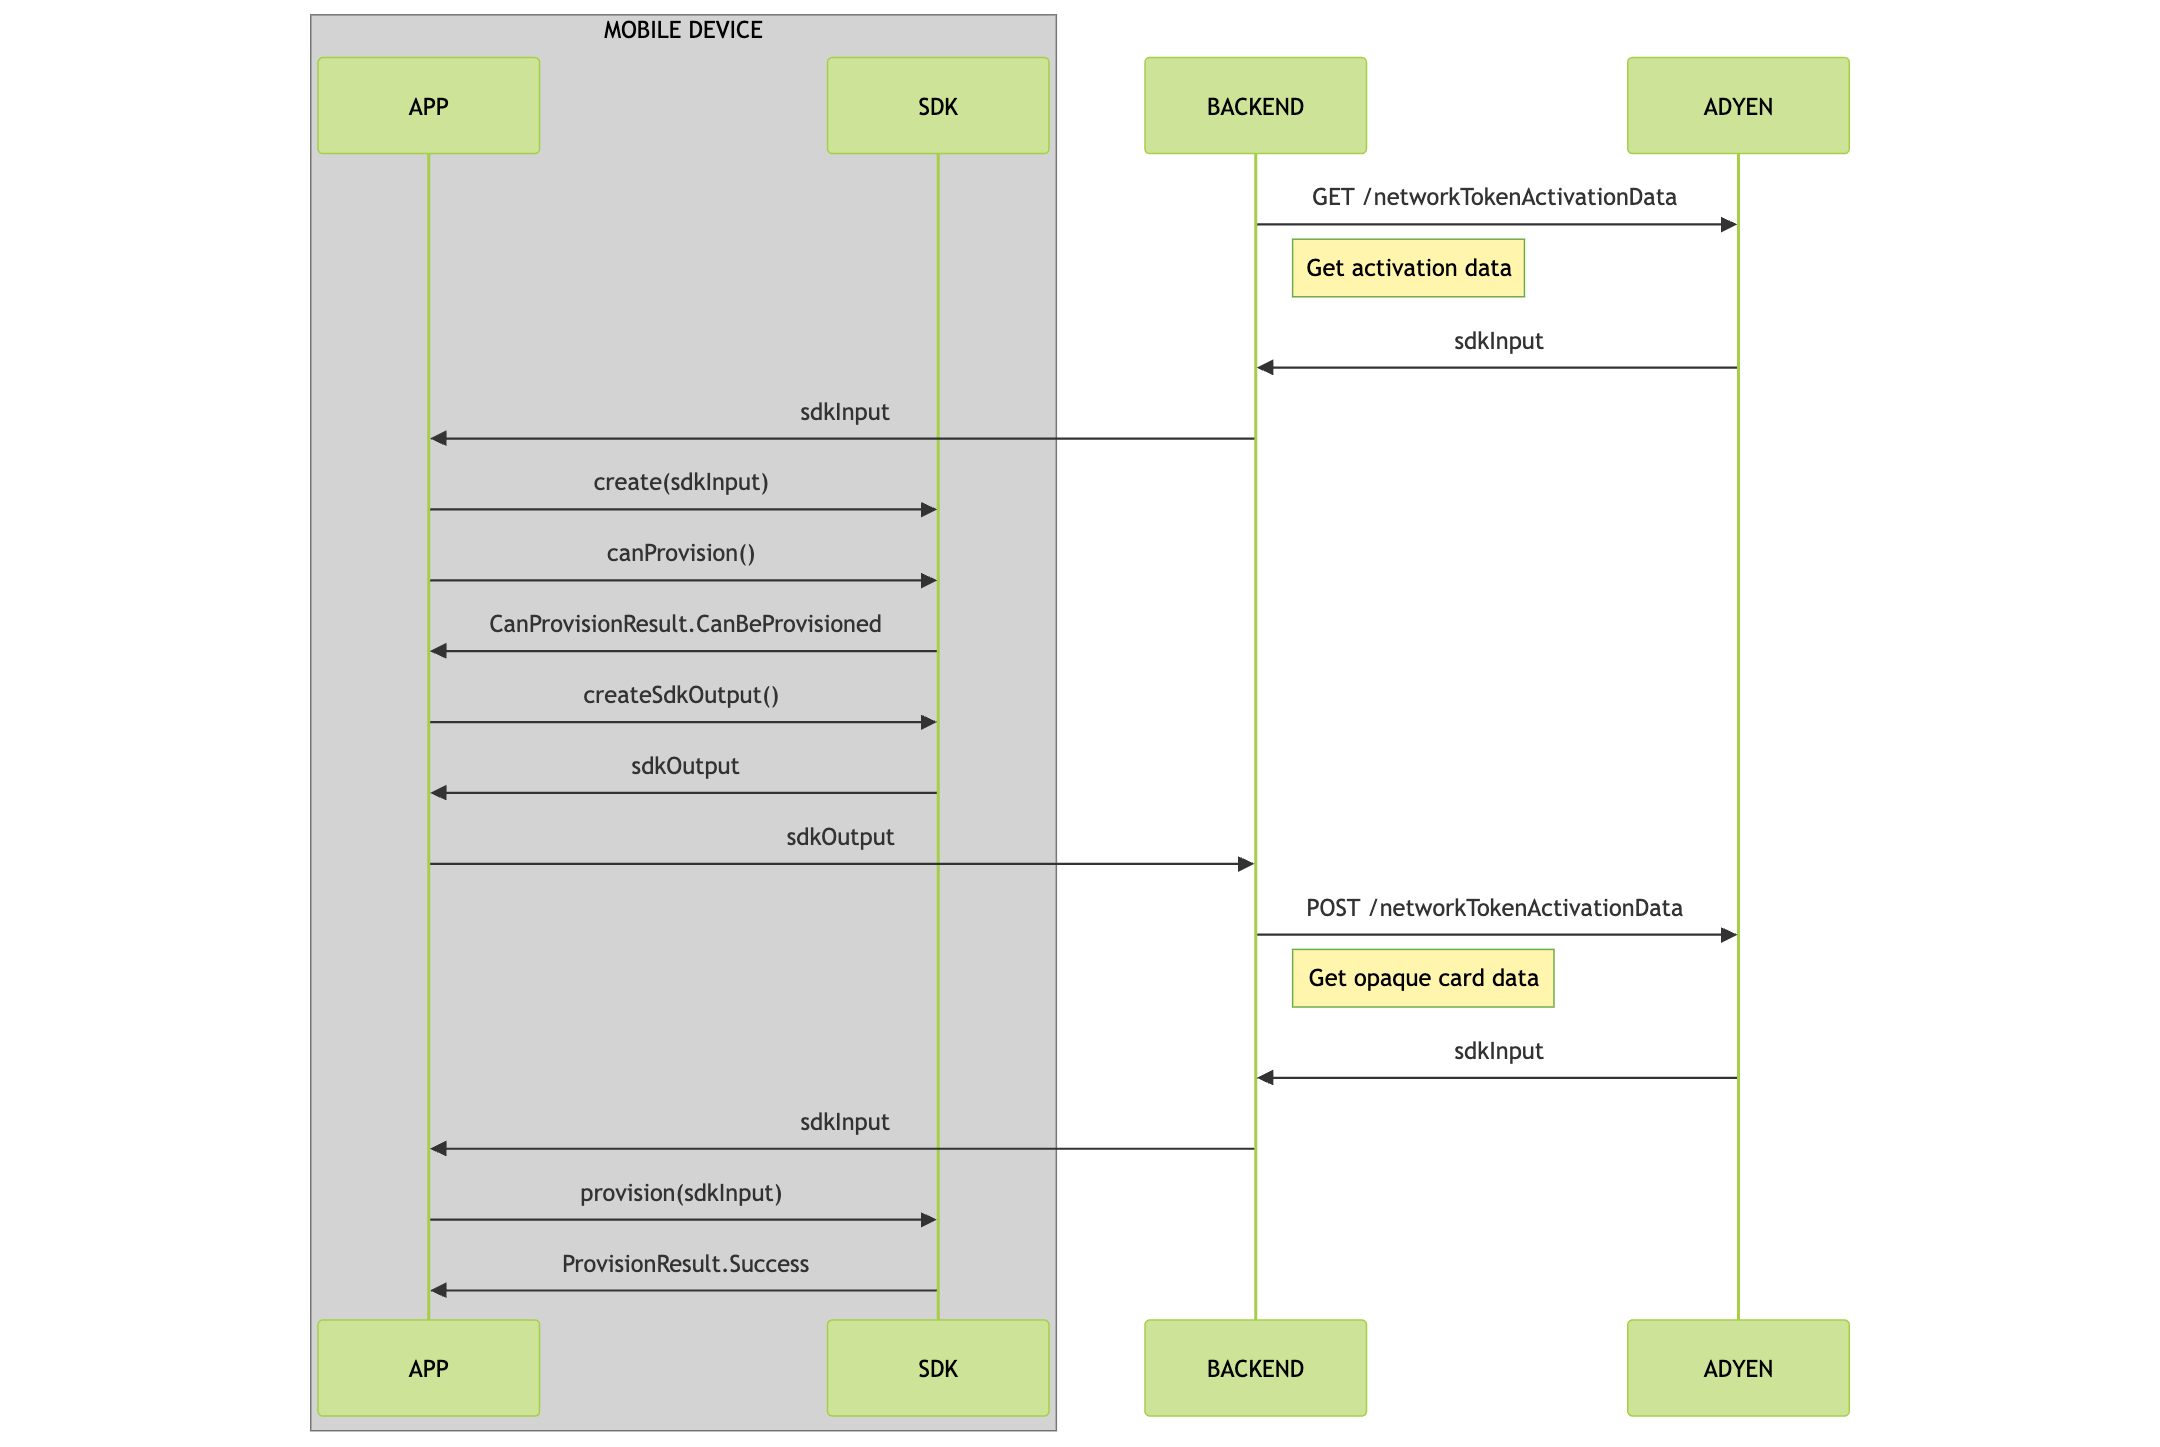 MOBILE DEVICE
APP
SDK
BACKEND
ADYEN
GET /networkTokenActivationData
Get activation data
sdkInput
sdkInput
create(sdkInput)
canProvision()
CanProvisionResult.CanBeProvisioned
createSdkOutput()
sdkOutput
sdkOutput
POST /networkTokenActivationData
Get opaque card data
sdkInput
sdkInput
provision(sdkInput)
ProvisionResult.Success
APP
SDK
BACKEND
ADYEN